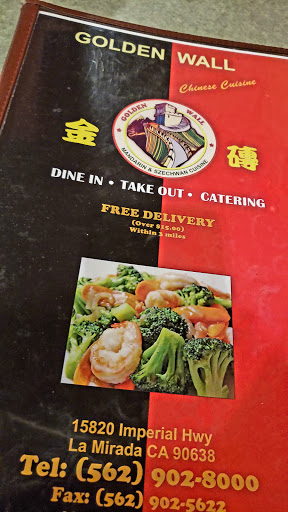 GOLDEN WALL
Chinese Cuisine
GOLDEN WALL
金 磚
MANDARIN & SZECHWAN CUISINE
DINE IN • TAKE OUT • CATERING
FREE DELIVERY
(Over $15.00)
Within 3 miles
15820 Imperial Hwy
La Mirada CA 90638
Tel: (562) 902-8000
Fax: (562) 902-5622